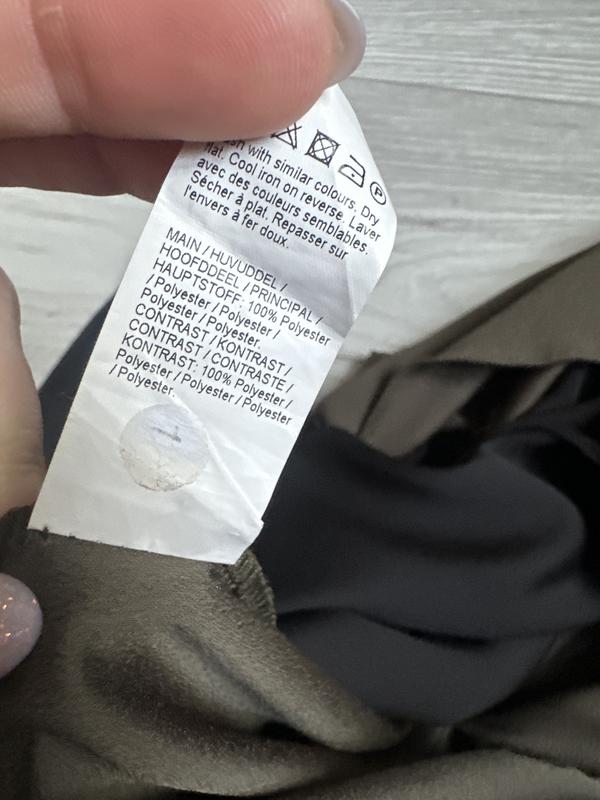 with similar colours. Dry
flat. Cool iron on reverse. Laver
avec des couleurs semblables.
Sécher à plat. Repasser sur
l'envers à fer doux.
MAIN / HUVUDDEL /
HOOFDDEEL / PRINCIPAL /
HAUPTSTOFF: 100% Polyester
/ Polyester / Polyester /
Polyester / Polyester.
CONTRAST / KONTRAST /
CONTRAST / CONTRASTE /
KONTRAST: 100% Polyester /
Polyester / Polyester / Polyester
/ Polyester.